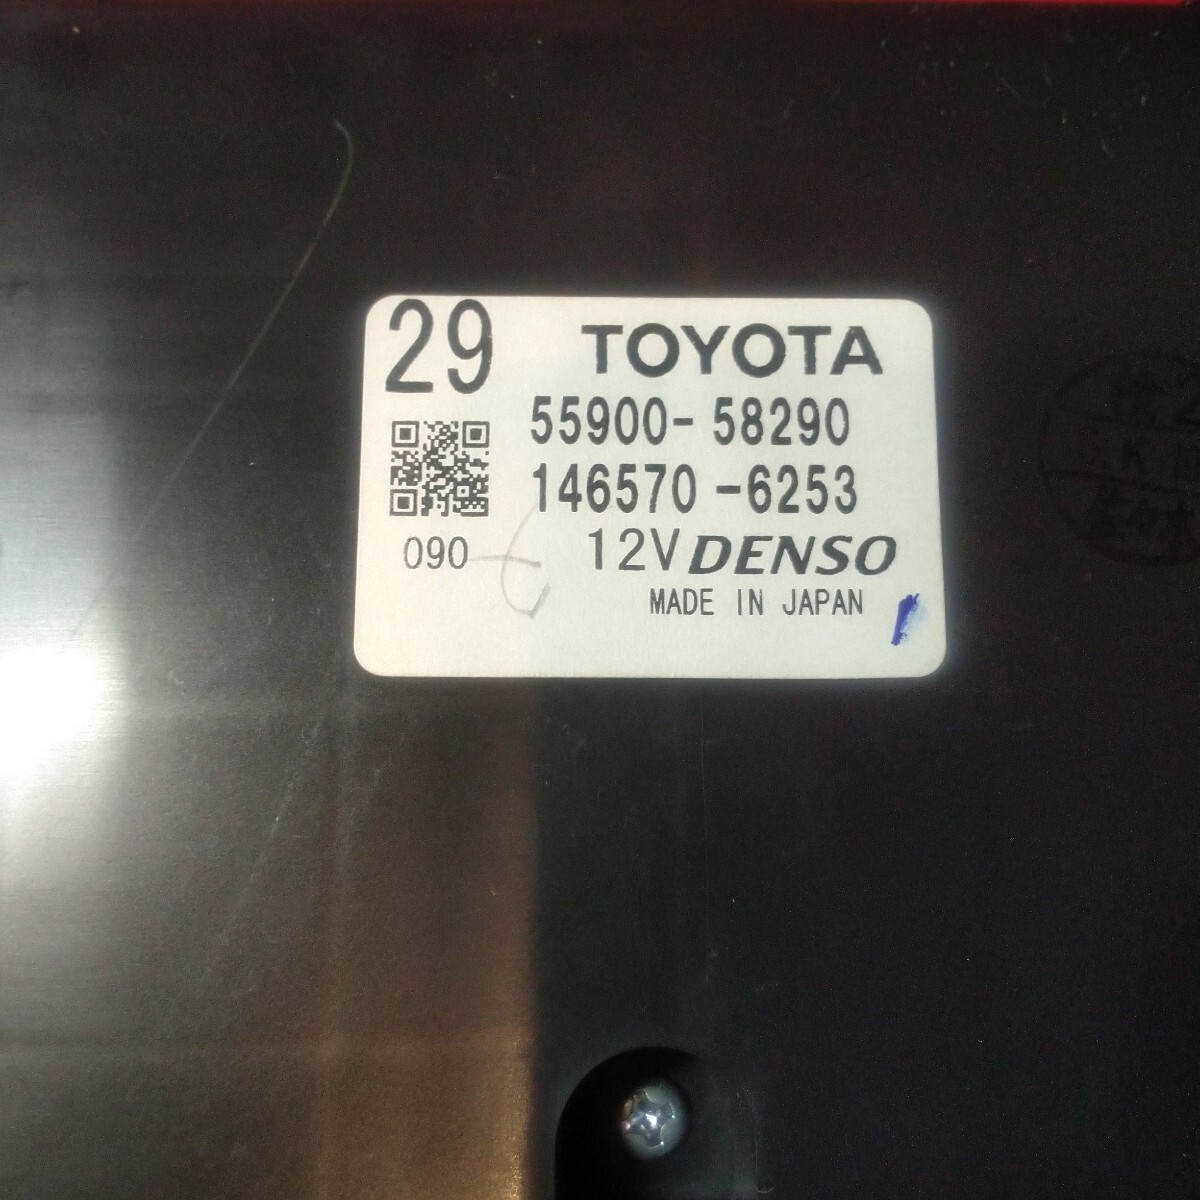 29 TOYOTA
55900-58290
146570-6253
090 12V DENSO
MADE IN JAPAN